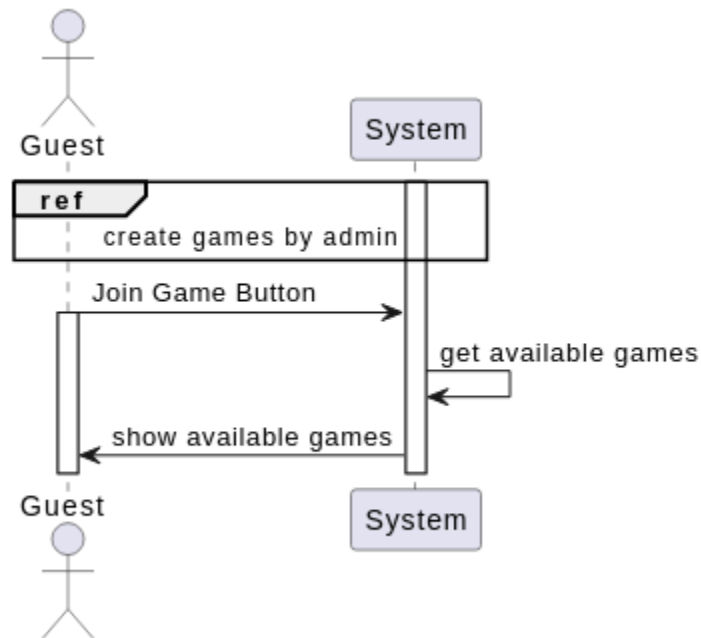 Guest
System
ref
create games by admin
Join Game Button
get available games
show available games
Guest
System